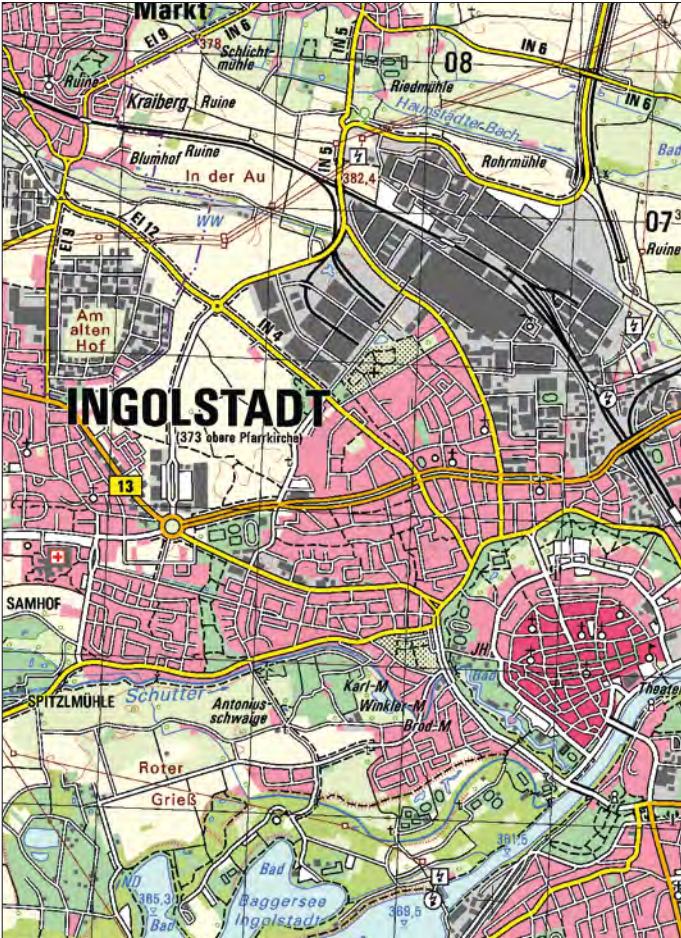 Markt
EI 9
IN 6
378
Schlicht-
mühle
IN 5
IN 6
08
Ruine
Riedmühle
IN 6
Kraiberg
Ruine
Haunstädter Bach
Bad
Blumhof
Ruine
In der Au
IN 5
382,4
Rohrmühle
WW
07
Ruine
EI 9
EI 12
Am
alten
Hof
IN 4
INGOLSTADT
(373 obere Pfarrkirche)
13
SAMHOF
JH
SPITZLMÜHLE
Schutter
Antonius-
schwaige
Karl-M
Winkler-M
Brod-M
Bad
Theater
Roter
Grieß
361,5
ND
365,3
Bad
Bad
Baggersee
Ingolstadt
369,5